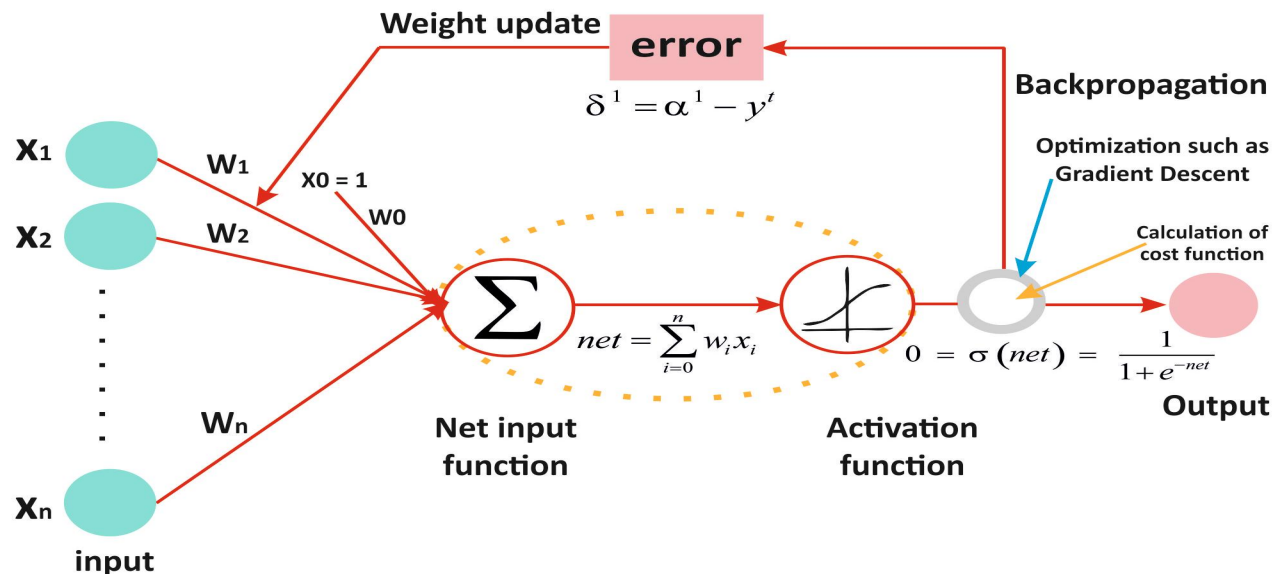 Weight update
error
δ¹ = α¹ − yᵗ
Backpropagation
Optimization such as
Gradient Descent
Calculation of
cost function
X1
W1
X0 = 1
W0
X2
W2
∑
net = ∑ⁿᵢ₌₀ wᵢxᵢ
0 = σ (net) = 1 / (1 + e⁻ⁿᵉᵗ)
Output
Wn
Net input
function
Activation
function
Xn
input